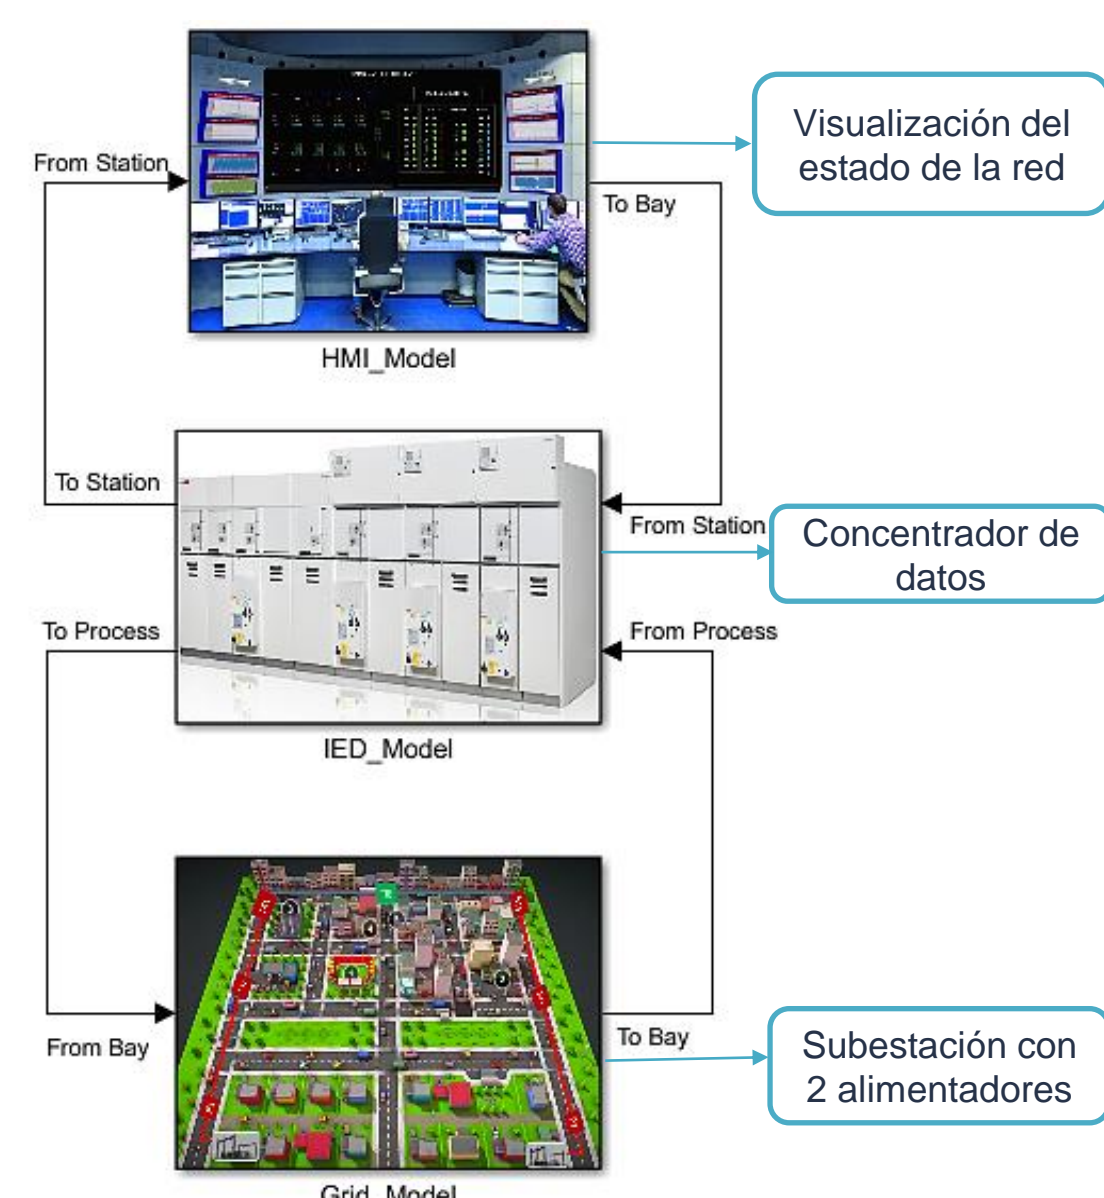 From Station
To Bay
Visualización del
estado de la red
HMI_Model
To Station
From Station
Concentrador de
datos
To Process
From Process
IED_Model
From Bay
To Bay
Subestación con
2 alimentadores
Grid_Model